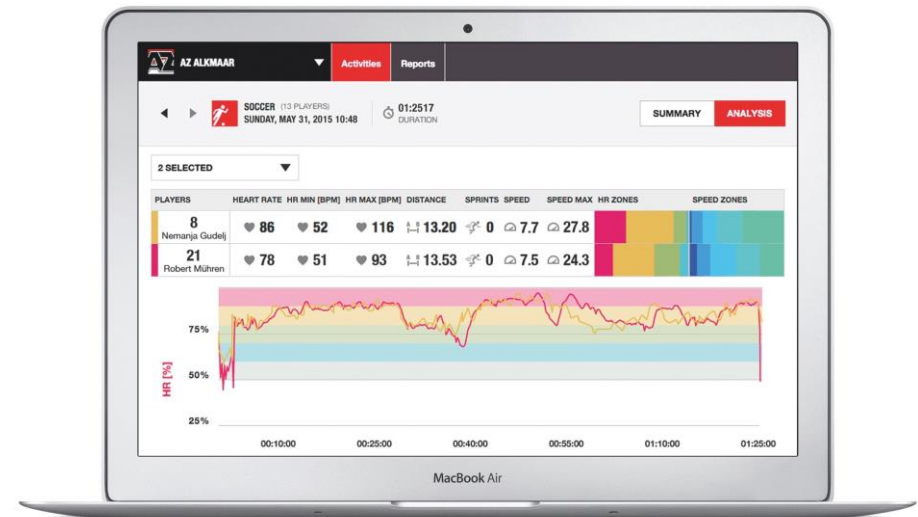 AZ AZ ALKMAAR Activities Reports
SOCCER (13 PLAYERS) 01:2517
SUNDAY, MAY 31, 2015 10:48 DURATION
SUMMARY ANALYSIS
2 SELECTED
PLAYERS HEART RATE HR MIN [BPM] HR MAX [BPM] DISTANCE SPRINTS SPEED SPEED MAX HR ZONES SPEED ZONES
8 86 52 116 13.20 0 7.7 27.8
Nemanja Gudelj
21 78 51 93 13.53 0 7.5 24.3
Robert Mühren
75%
HR [%]
50%
25%
00:10:00 00:25:00 00:40:00 00:55:00 01:10:00 01:25:00
MacBook Air